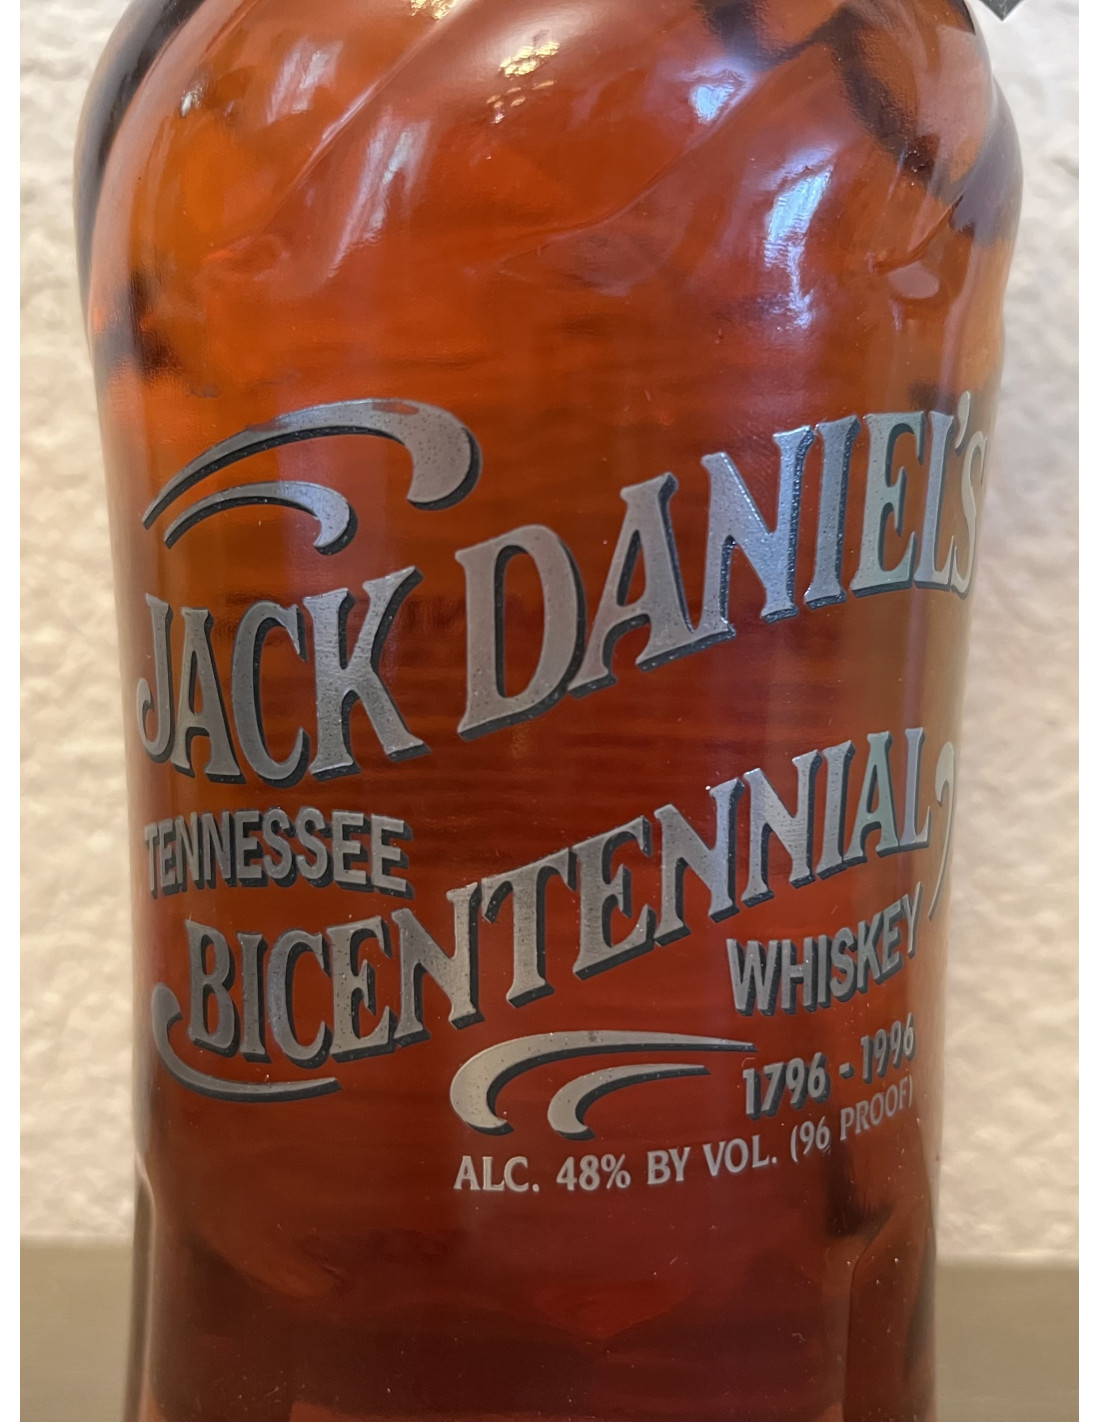 JACK DANIEL'S
TENNESSEE
BICENTENNIAL
WHISKEY
1796 - 1996
ALC. 48% BY VOL. (96 PROOF)